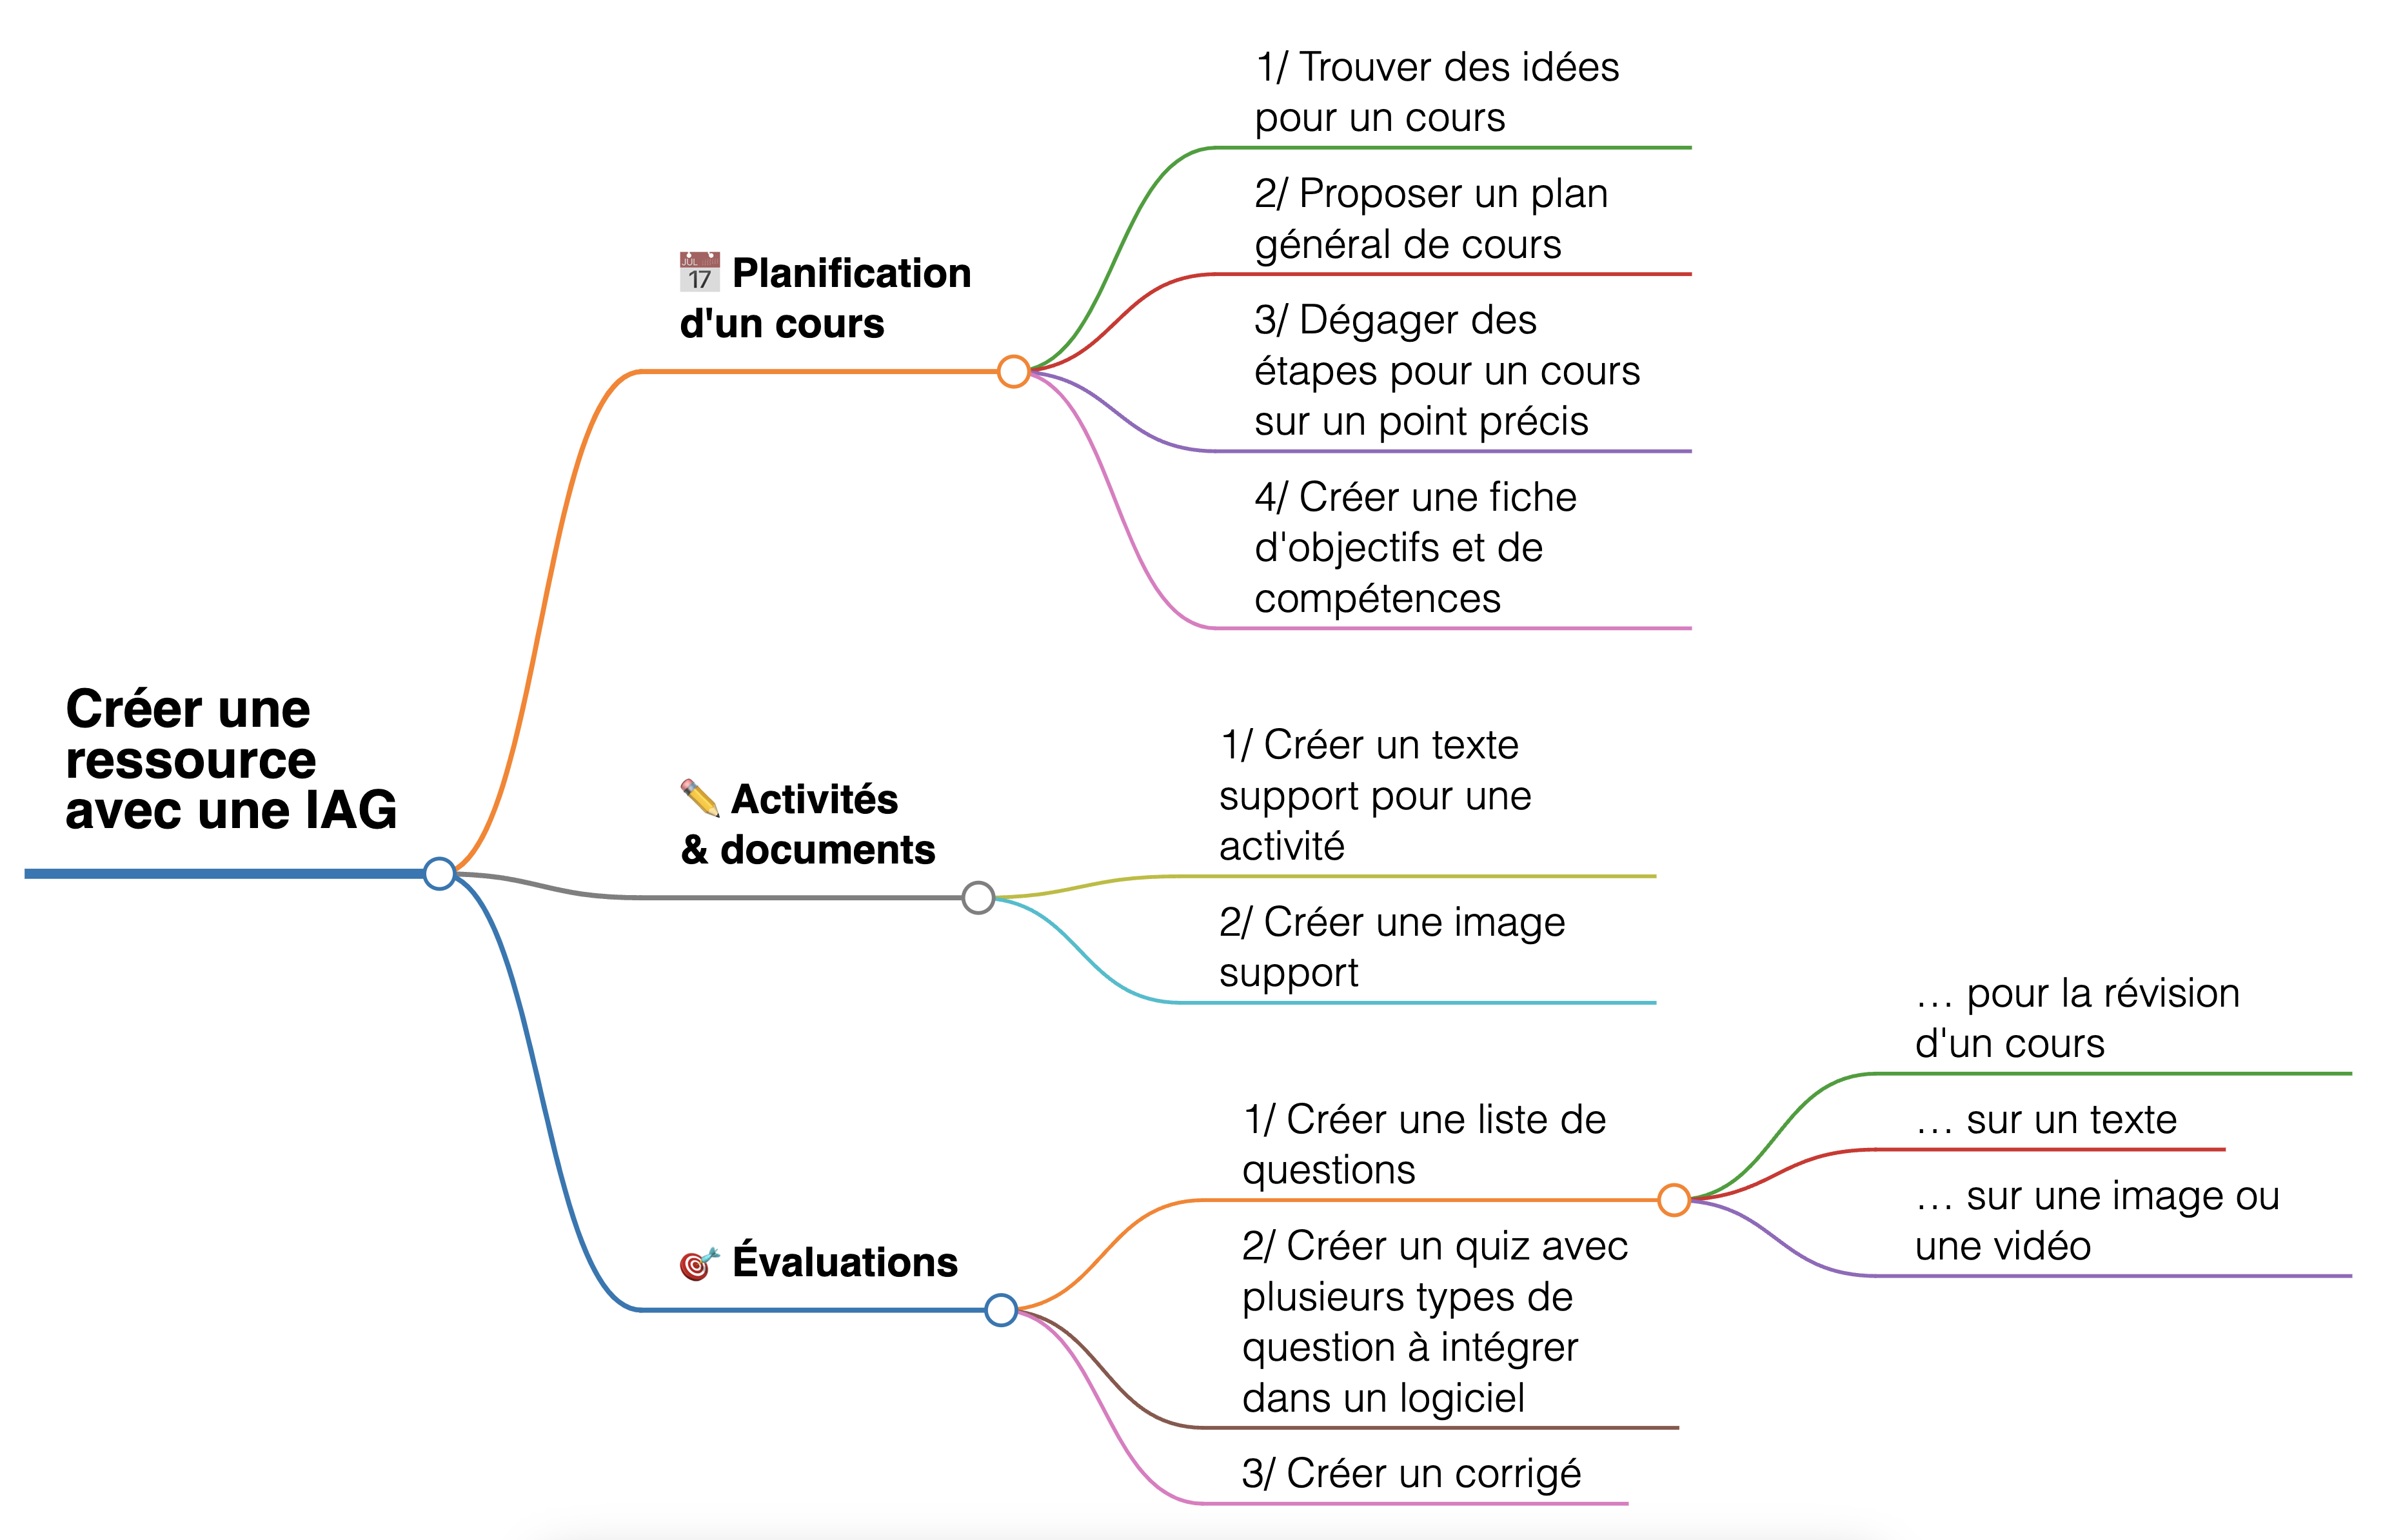 Créer une
ressource
avec une IAG
📅 Planification
d'un cours
1/ Trouver des idées
pour un cours
2/ Proposer un plan
général de cours
3/ Dégager des
étapes pour un cours
sur un point précis
4/ Créer une fiche
d'objectifs et de
compétences
✏️ Activités
& documents
1/ Créer un texte
support pour une
activité
2/ Créer une image
support
🎯 Évaluations
1/ Créer une liste de
questions
… pour la révision
d'un cours
… sur un texte
… sur une image ou
une vidéo
2/ Créer un quiz avec
plusieurs types de
question à intégrer
dans un logiciel
3/ Créer un corrigé